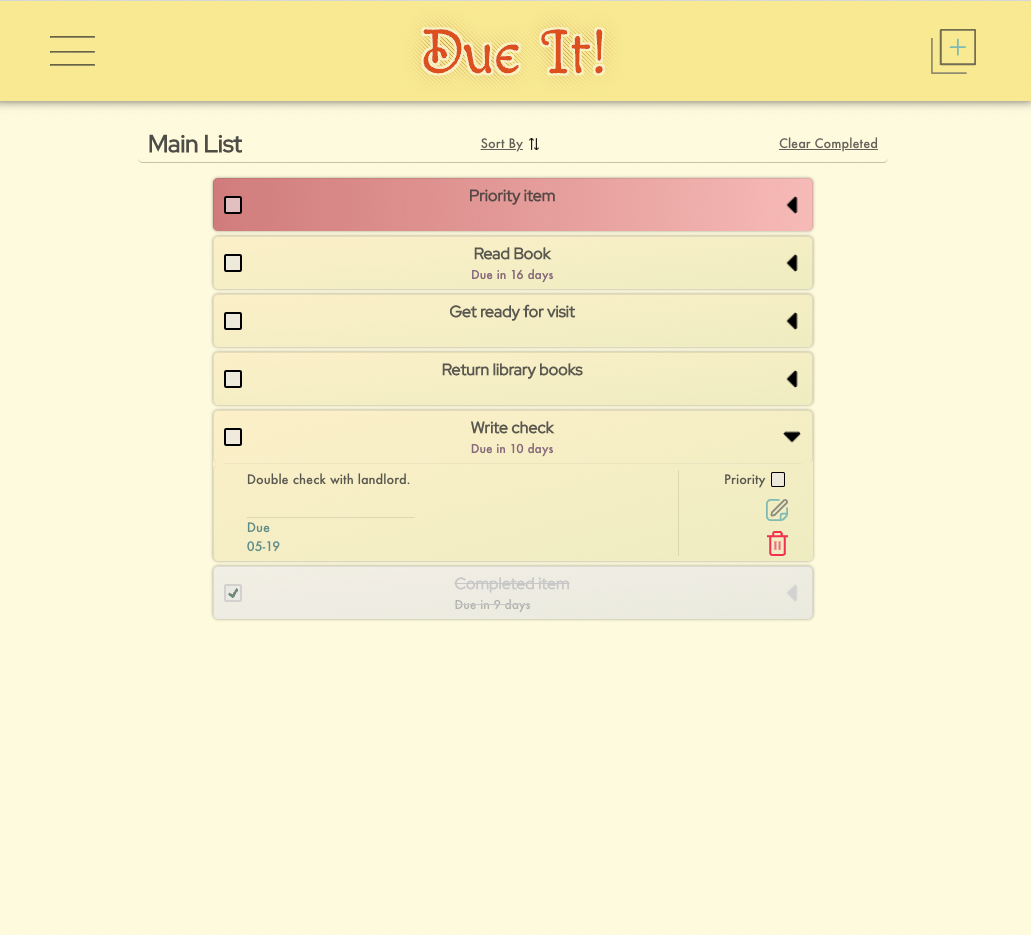 Due It!
Main List
Sort By
Clear Completed
Priority item
Read Book
Due in 16 days
Get ready for visit
Return library books
Write check
Due in 10 days
Double check with landlord.
Priority
Due
05-19
Completed item
Due in 9 days